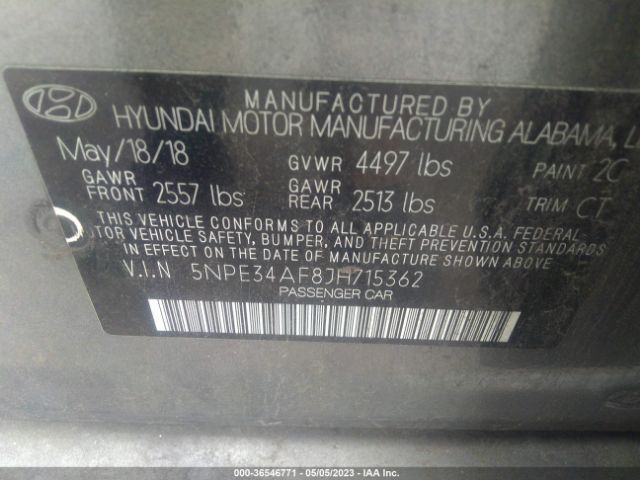 MANUFACTURED BY
HYUNDAI MOTOR MANUFACTURING ALABAMA, L
May/18/18 GVWR 4497 lbs PAINT 2C
GAWR FRONT 2557 lbs GAWR REAR 2513 lbs TRIM CT
THIS VEHICLE CONFORMS TO ALL APPLICABLE U.S.A. FEDERAL
TOR VEHICLE SAFETY, BUMPER, AND THEFT PREVENTION STANDARDS
IN EFFECT ON THE DATE OF MANUFACTURE SHOWN ABOVE.
V.I.N 5NPE34AF8JH715362
PASSENGER CAR
000-36546771 - 05/05/2023 - IAA Inc.